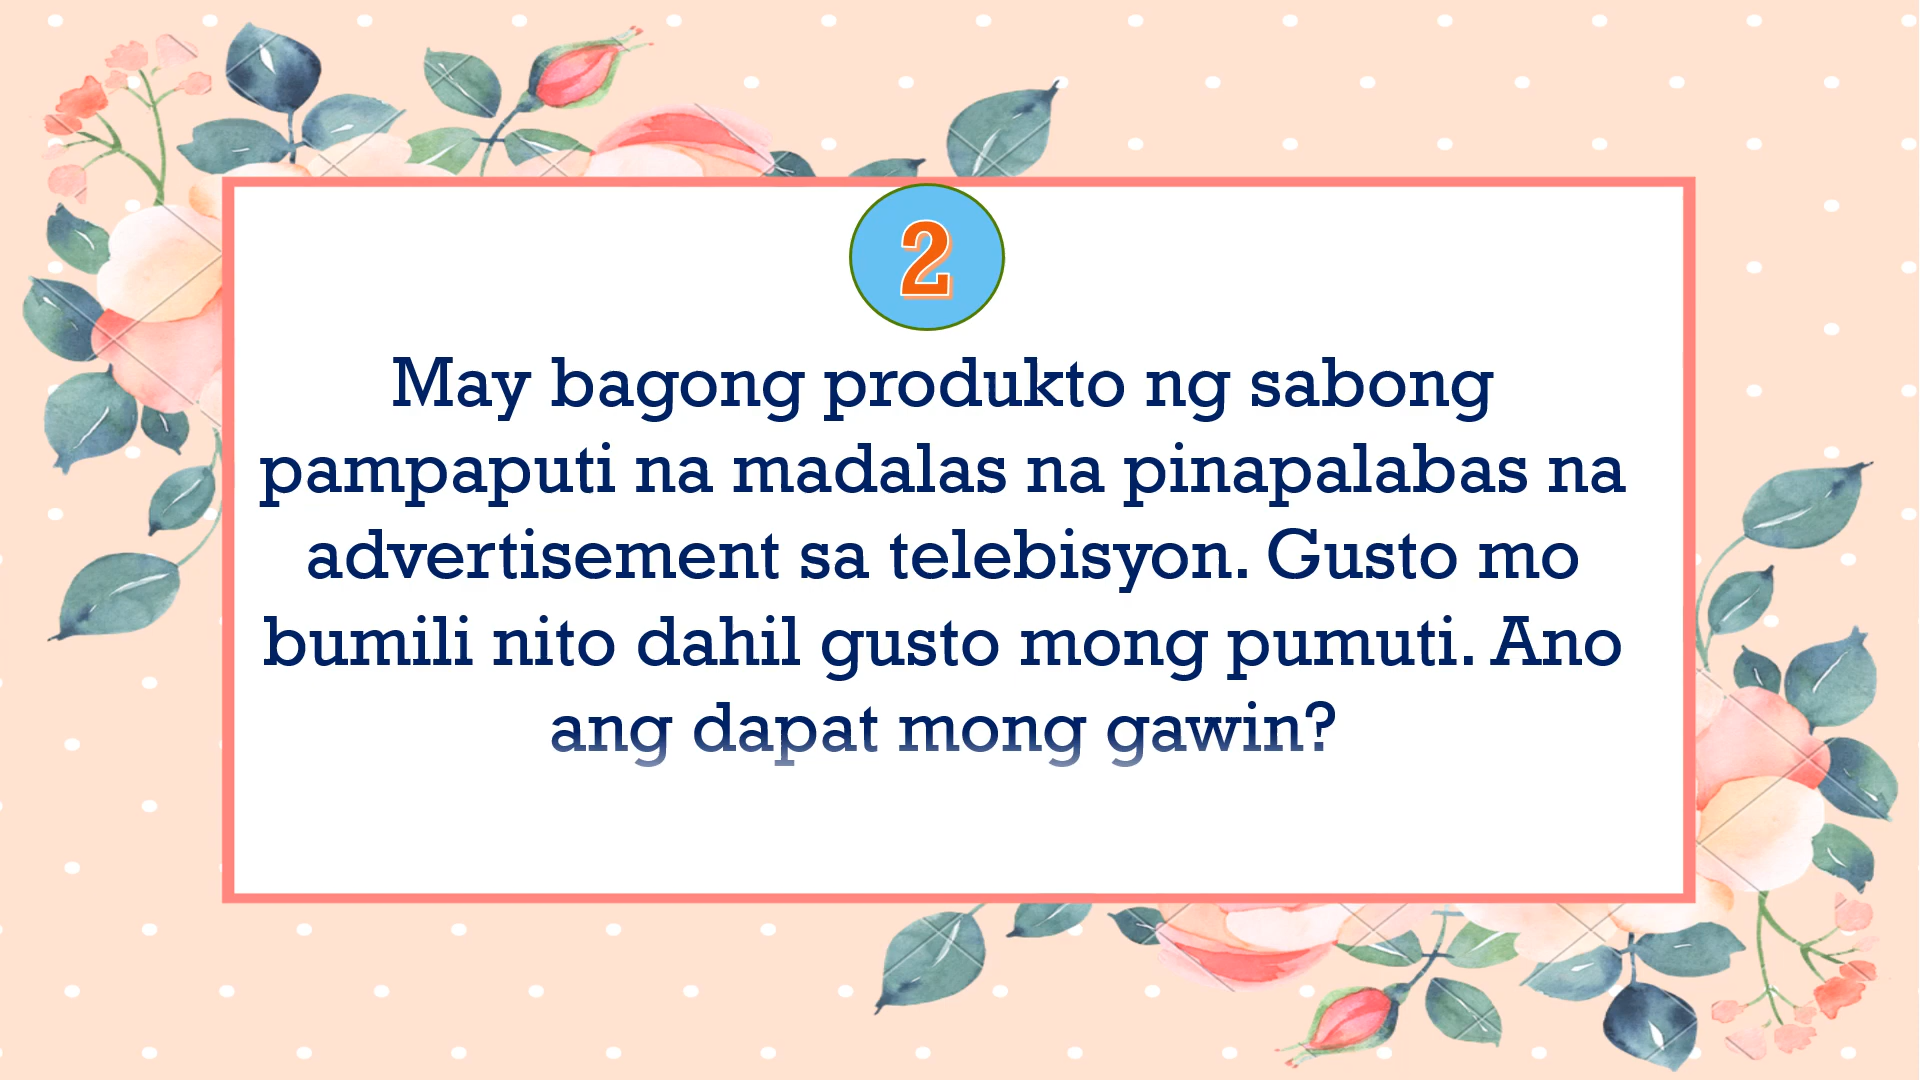 2
May bagong produkto ng sabong
pampaputi na madalas na pinapalabas na
advertisement sa telebisyon. Gusto mo
bumili nito dahil gusto mong pumuti. Ano
ang dapat mong gawin?